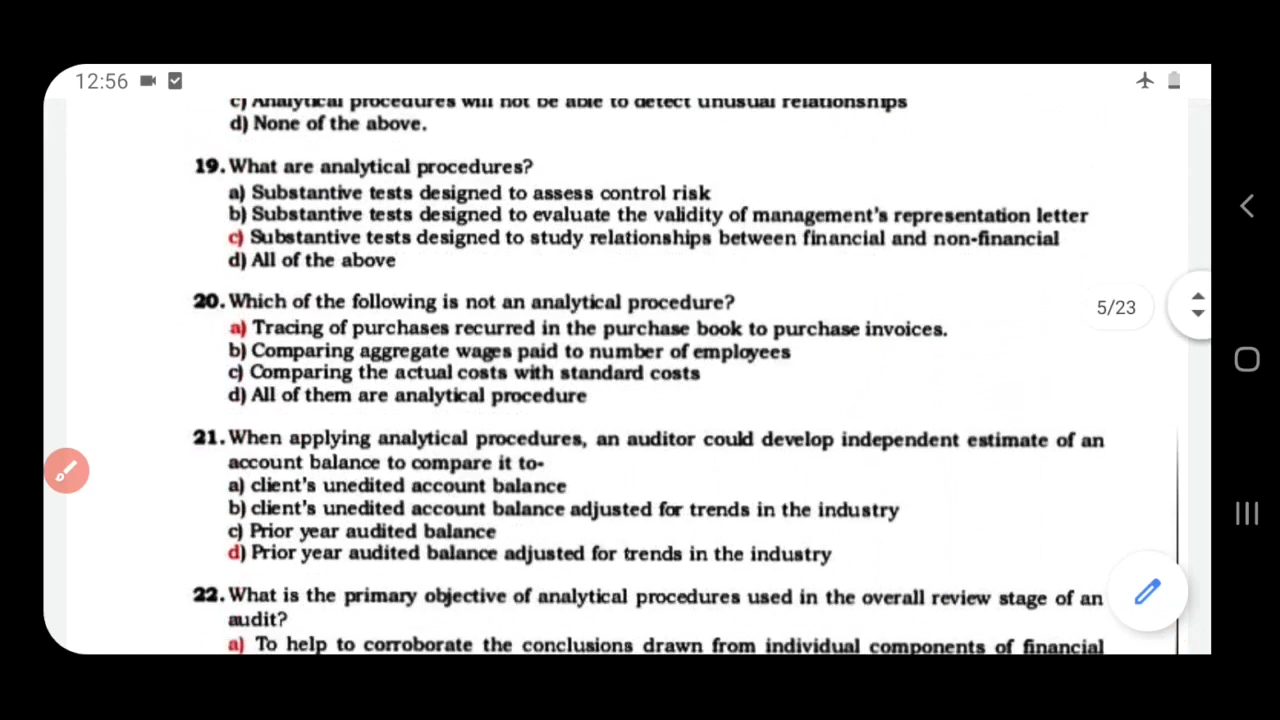 12:56
c) Analytical procedures will not be able to detect unusual relationships
d) None of the above.
19. What are analytical procedures?
a) Substantive tests designed to assess control risk
b) Substantive tests designed to evaluate the validity of management's representation letter
c) Substantive tests designed to study relationships between financial and non-financial
d) All of the above
20. Which of the following is not an analytical procedure?
a) Tracing of purchases recurred in the purchase book to purchase invoices.
b) Comparing aggregate wages paid to number of employees
c) Comparing the actual costs with standard costs
d) All of them are analytical procedure
5/23
21. When applying analytical procedures, an auditor could develop independent estimate of an
account balance to compare it to-
a) client's unedited account balance
b) client's unedited account balance adjusted for trends in the industry
c) Prior year audited balance
d) Prior year audited balance adjusted for trends in the industry
22. What is the primary objective of analytical procedures used in the overall review stage of an
audit?
a) To help to corroborate the conclusions drawn from individual components of financial